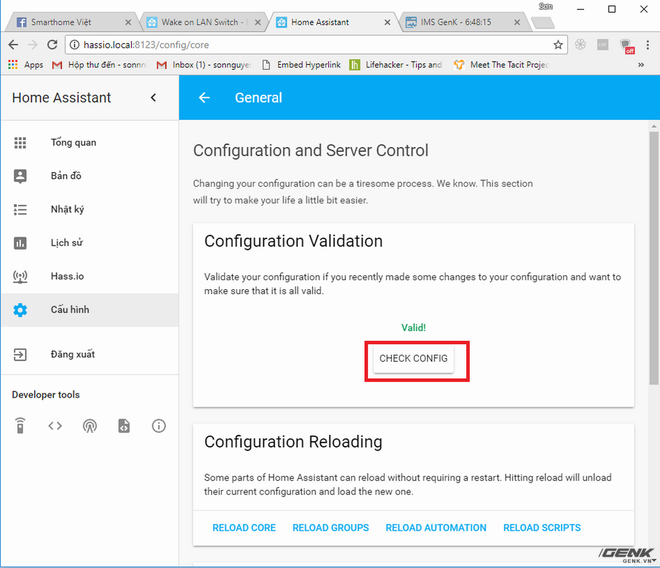 Sơn
Smarthome Việt
Wake on LAN Switch -
Home Assistant
IMS GenK - 6:48:15
hassio.local:8123/config/core
off
Apps
Hộp thư đến - sonnn
Inbox (1) - sonnguyen
Embed Hyperlink
Lifehacker - Tips and
Meet The Tacit Projec
»
Home Assistant
General
Tổng quan
Bản đồ
Nhật ký
Lịch sử
Hass.io
Cấu hình
Đăng xuất
Developer tools
Configuration and Server Control
Changing your configuration can be a tiresome process. We know. This section
will try to make your life a little bit easier.
Configuration Validation
Validate your configuration if you recently made some changes to your configuration and want to
make sure that it is all valid.
Valid!
CHECK CONFIG
Configuration Reloading
Some parts of Home Assistant can reload without requiring a restart. Hitting reload will unload
their current configuration and load the new one.
RELOAD CORE
RELOAD GROUPS
RELOAD AUTOMATION
RELOAD SCRIPTS
GENK
GENK.VN